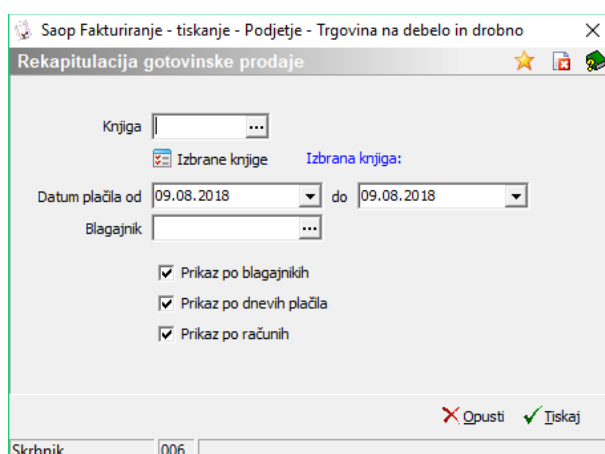 Saop Fakturiranje - tiskanje - Podjetje - Trgovina na debelo in drobno
Rekapitulacija gotovinske prodaje
Knjiga
Izbrane knjige Izbrana knjiga:
Datum plačila od 09.08.2018 do 09.08.2018
Blagajnik
Prikaz po blagajnikih
Prikaz po dnevih plačila
Prikaz po računih
Opusti Tiskaj
Skrbnik 006